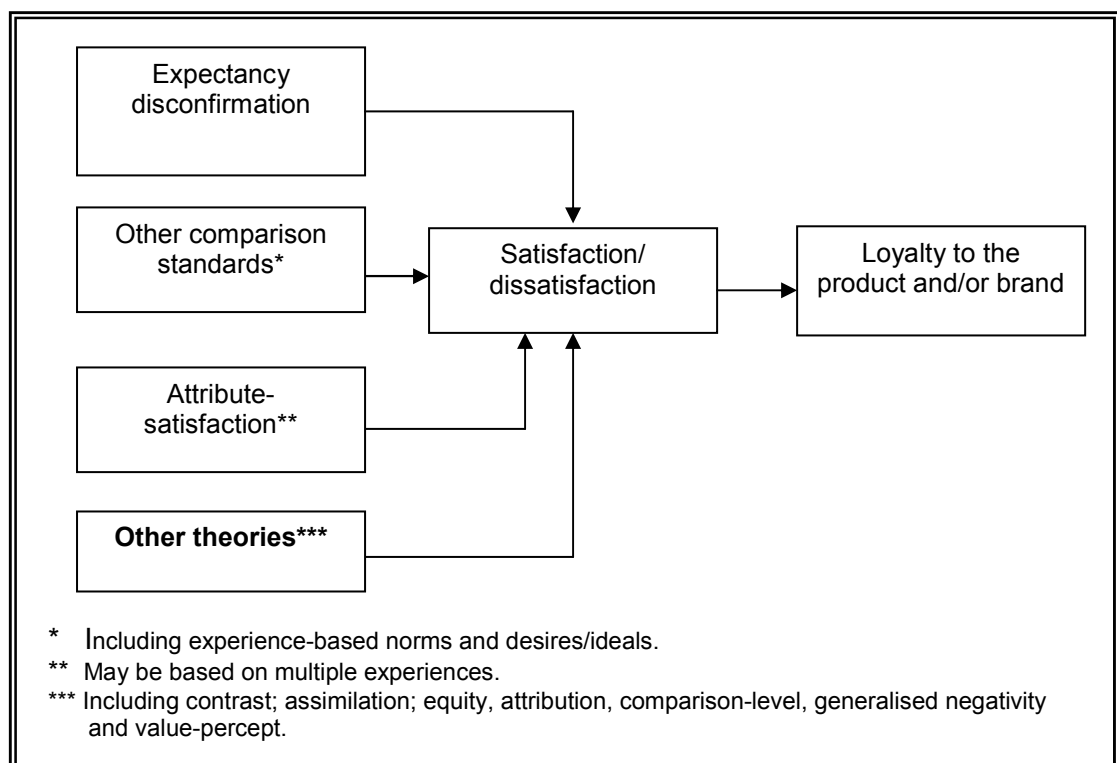 Expectancy
disconfirmation
Other comparison
standards*
Satisfaction/
dissatisfaction
Loyalty to the
product and/or brand
Attribute-
satisfaction**
Other theories***
* Including experience-based norms and desires/ideals.
** May be based on multiple experiences.
*** Including contrast; assimilation; equity, attribution, comparison-level, generalised negativity
and value-percept.